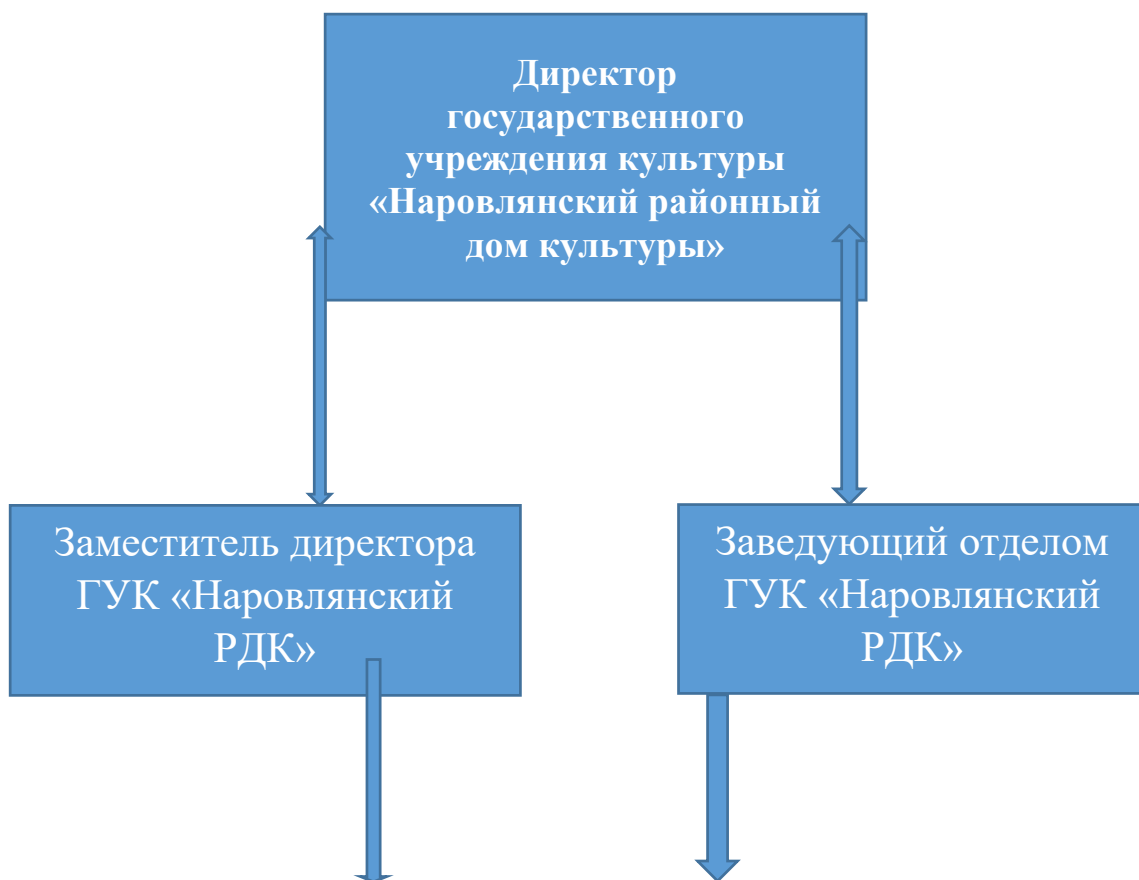 Директор
государственного
учреждения культуры
«Наровлянский районный
дом культуры»
Заместитель директора
ГУК «Наровлянский
РДК»
Заведующий отделом
ГУК «Наровлянский
РДК»